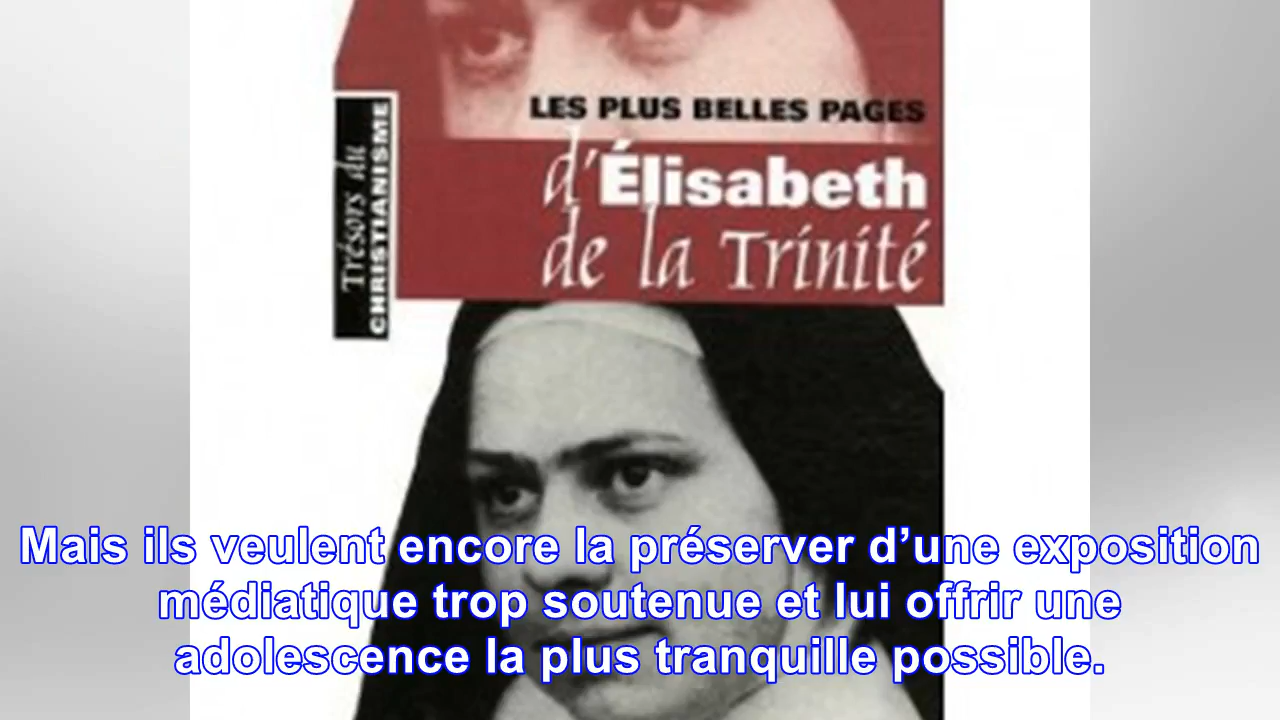 LES PLUS BELLES PAGES
d'Élisabeth
de la Trinité
Trésors du
CHRISTIANISME
Mais ils veulent encore la préserver d’une exposition
médiatique trop soutenue et lui offrir une
adolescence la plus tranquille possible.